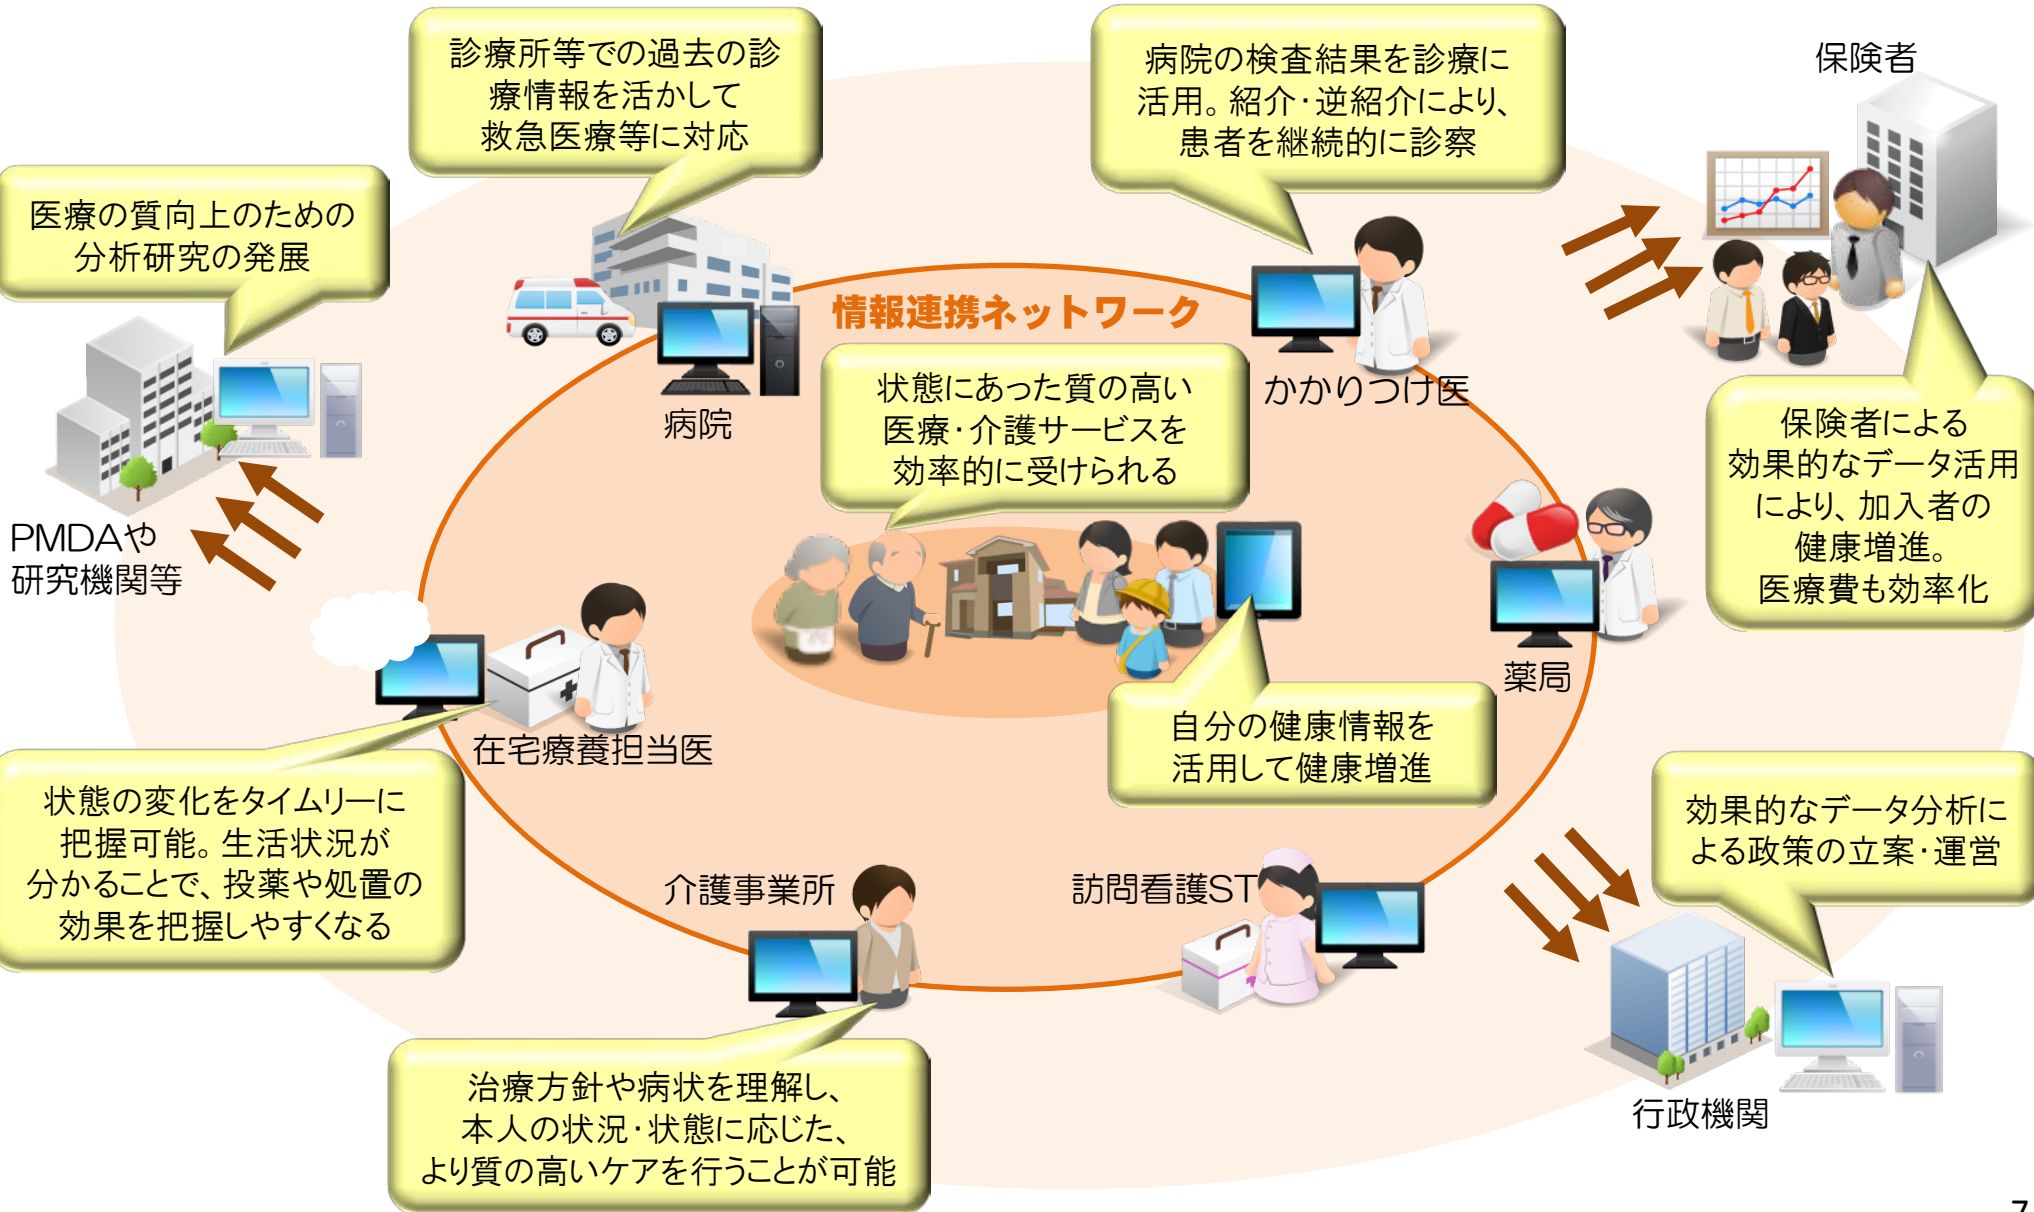 診療所等での過去の診
療情報を活かして
救急医療等に対応
病院の検査結果を診療に
活用。紹介・逆紹介により、
患者を継続的に診察
保険者
医療の質向上のための
分析研究の発展
情報連携ネットワーク
病院
かかりつけ医
状態にあった質の高い
医療・介護サービスを
効率的に受けられる
保険者による
効果的なデータ活用
により、加入者の
健康増進。
医療費も効率化
PMDAや
研究機関等
薬局
在宅療養担当医
自分の健康情報を
活用して健康増進
状態の変化をタイムリーに
把握可能。生活状況が
分かることで、投薬や処置の
効果を把握しやすくなる
効果的なデータ分析に
よる政策の立案・運営
介護事業所
訪問看護ST
治療方針や病状を理解し、
本人の状況・状態に応じた、
より質の高いケアを行うことが可能
行政機関
7